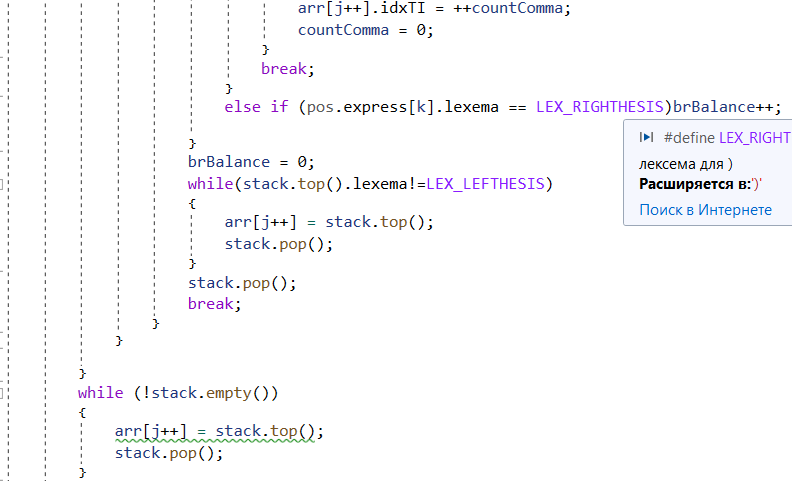 arr[j++].idxTI = ++countComma;
countComma = 0;
}
break;
}
else if (pos.express[k].lexema == LEX_RIGHTHESIS)brBalance++;
}
brBalance = 0;
while(stack.top().lexema!=LEX_LEFTHESIS)
{
arr[j++] = stack.top();
stack.pop();
}
stack.pop();
break;
}
}
}
while (!stack.empty())
{
arr[j++] = stack.top();
stack.pop();
}
#define LEX_RIGHT
лексема для )
Расширяется в:')'
Поиск в Интернете